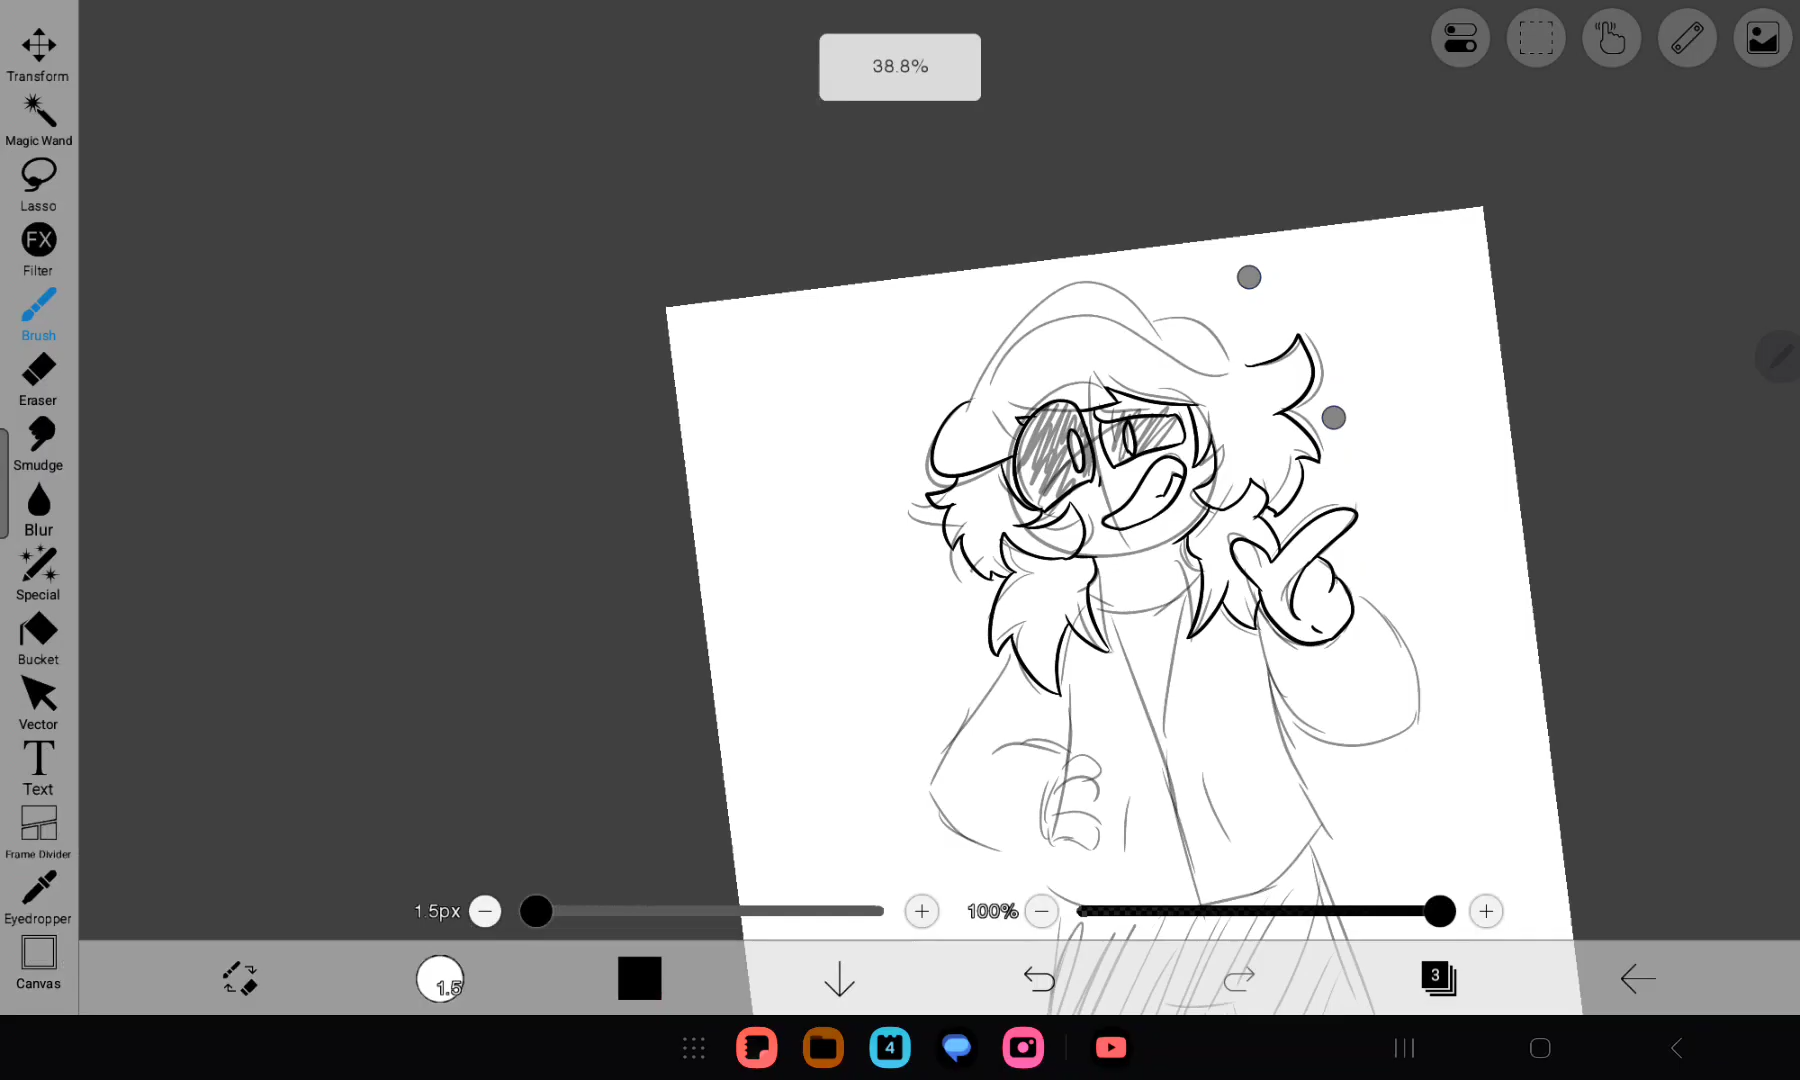 38.8%
Transform
Magic Wand
Lasso
FX
Filter
Brush
Eraser
Smudge
Blur
Special
Bucket
Vector
T
Text
Frame Divider
Eyedropper
Canvas
1.5px
100%
1.5
3
4